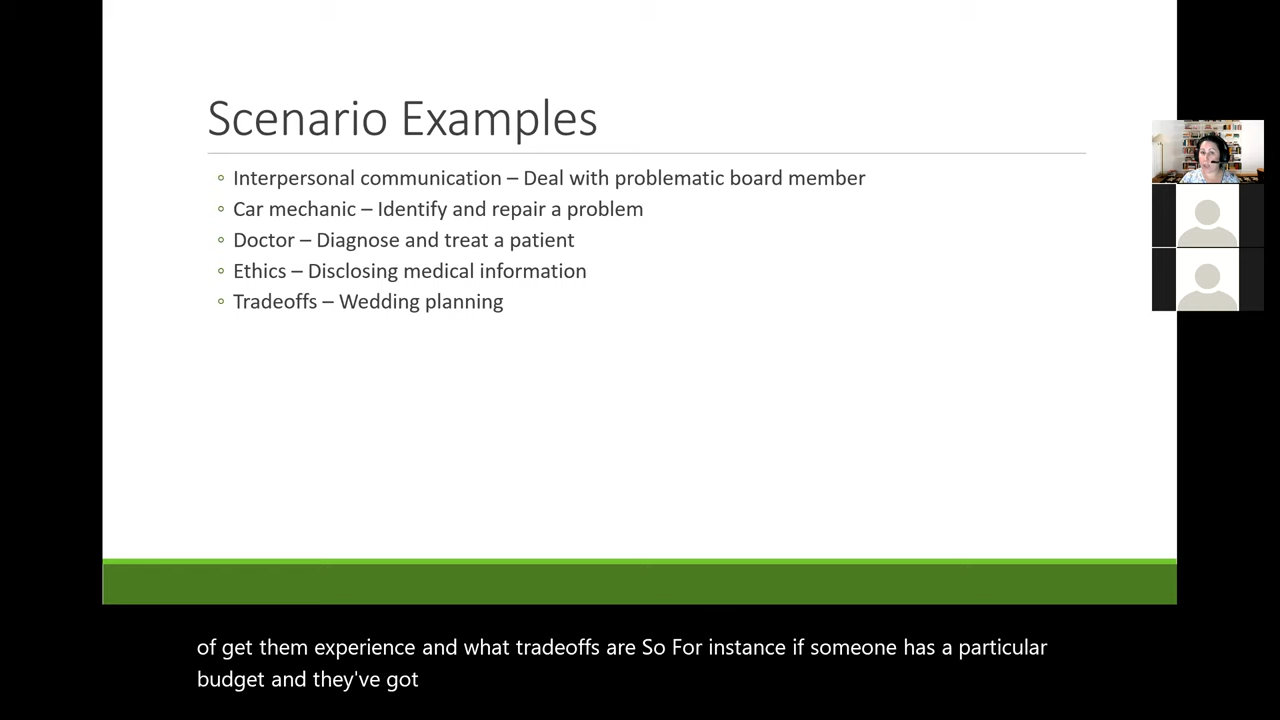 Scenario Examples
Interpersonal communication – Deal with problematic board member
Car mechanic – Identify and repair a problem
Doctor – Diagnose and treat a patient
Ethics – Disclosing medical information
Tradeoffs – Wedding planning
of get them experience and what tradeoffs are So For instance if someone has a particular
budget and they've got